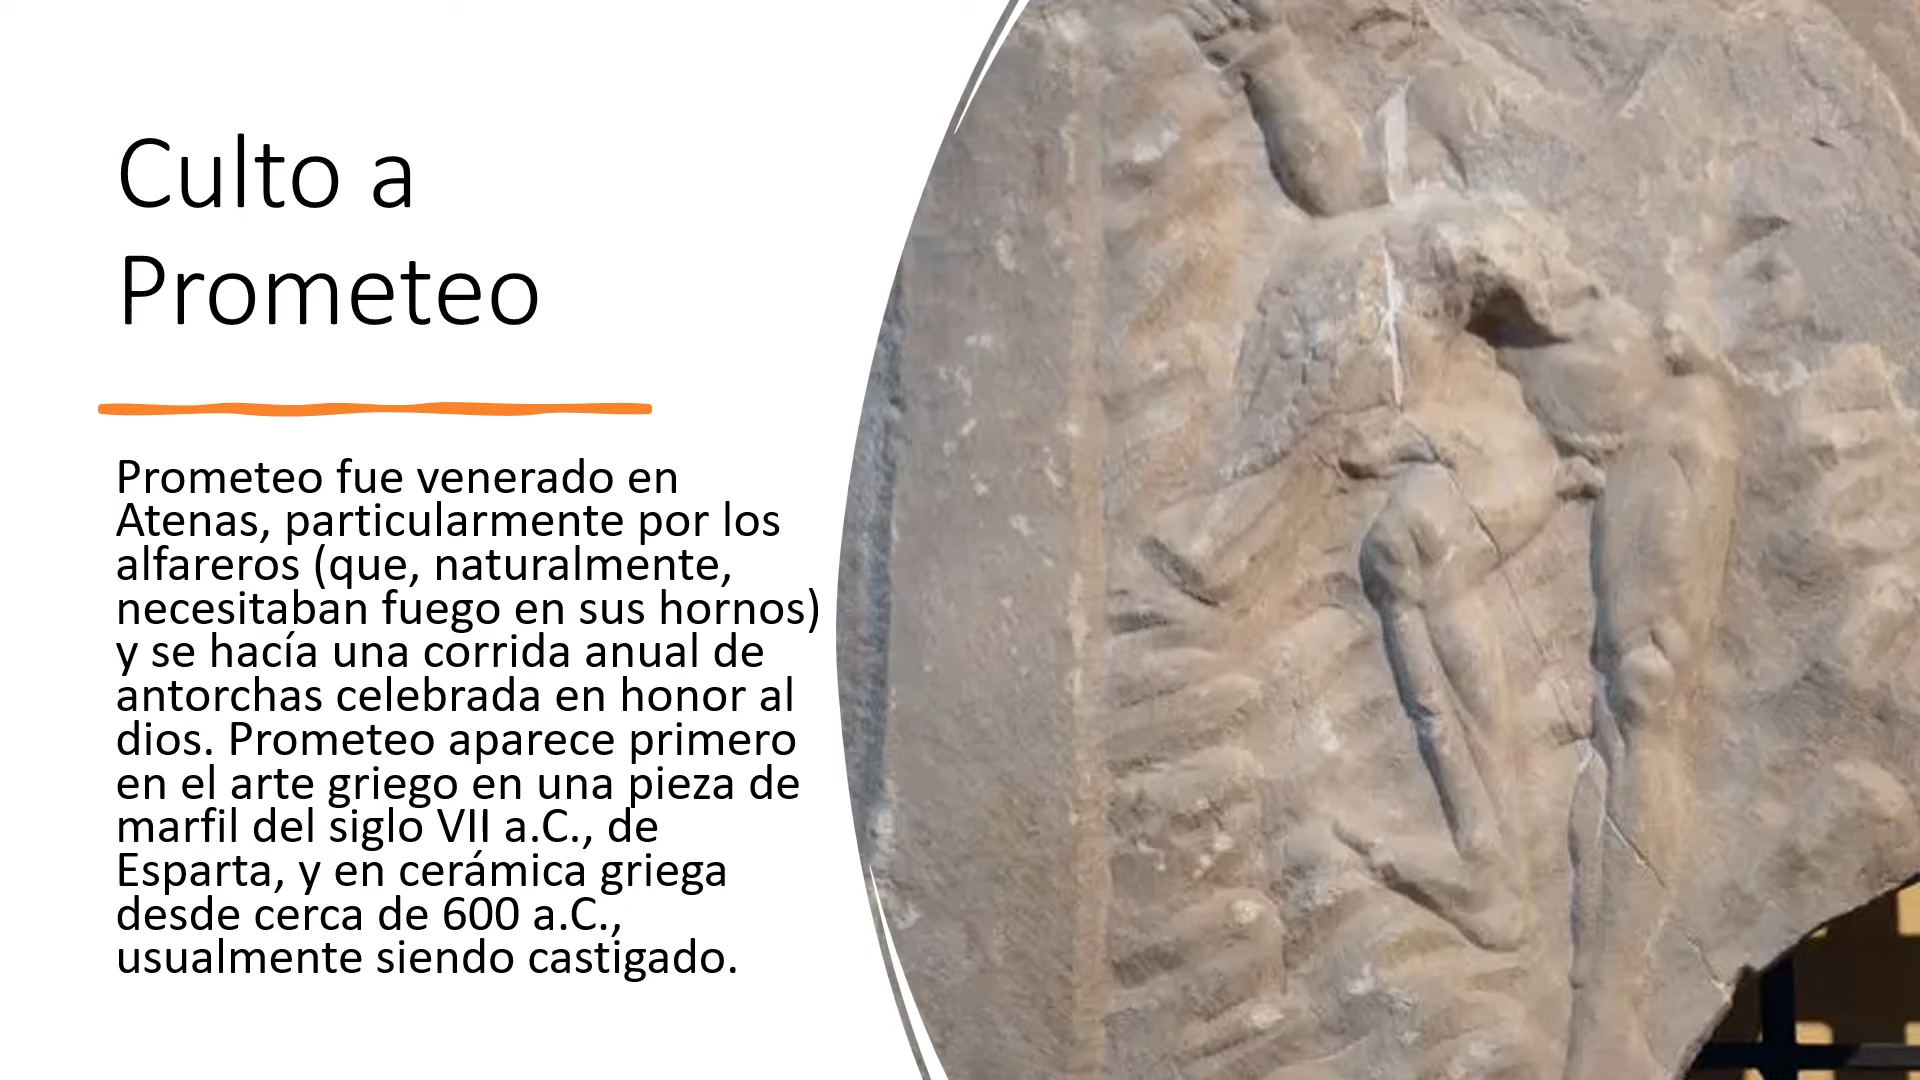 Culto a
Prometeo
Prometeo fue venerado en
Atenas, particularmente por los
alfareros (que, naturalmente,
necesitaban fuego en sus hornos)
y se hacía una corrida anual de
antorchas celebrada en honor al
dios. Prometeo aparece primero
en el arte griego en una pieza de
marfil del siglo VII a.C., de
Esparta, y en cerámica griega
desde cerca de 600 a.C.,
usualmente siendo castigado.